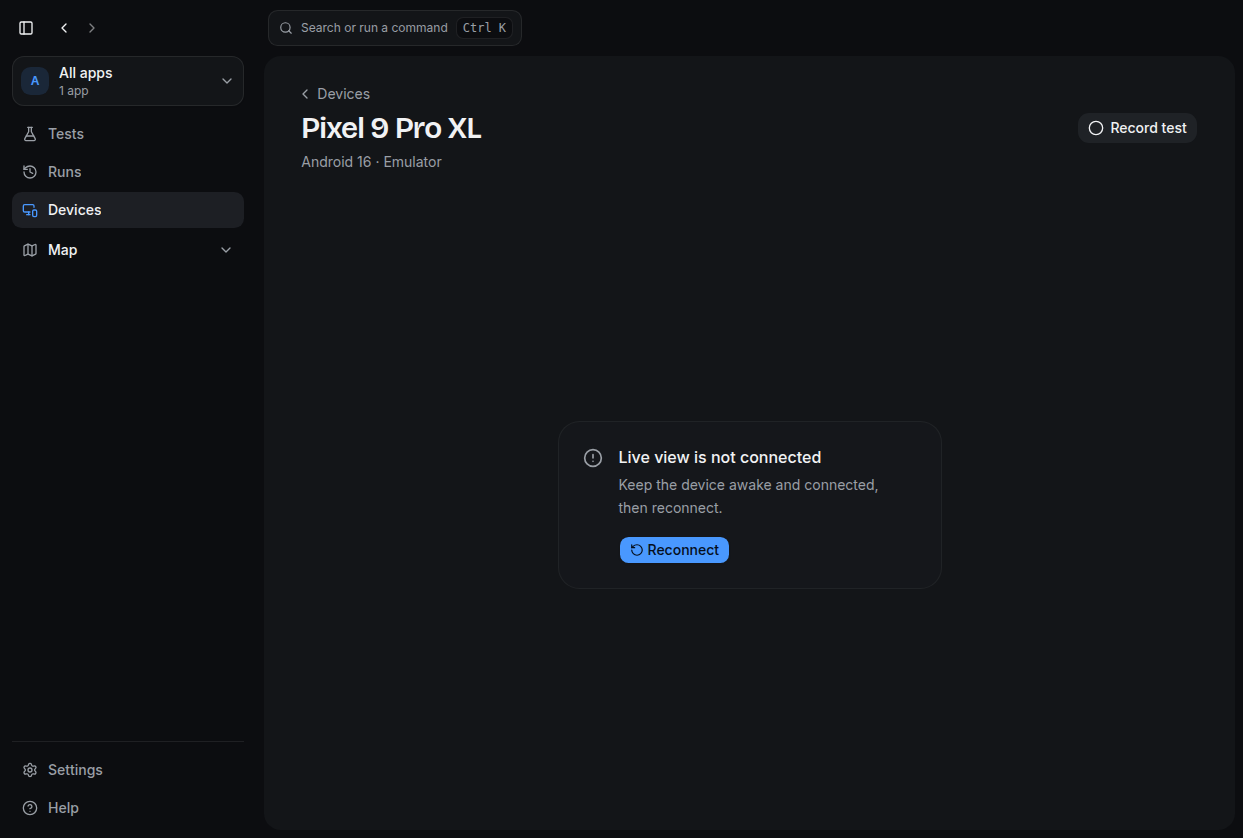 Search or run a command Ctrl K
A
All apps
1 app
Tests
Runs
Devices
Map
Settings
Help
Devices
Pixel 9 Pro XL
Android 16 · Emulator
Record test
Live view is not connected
Keep the device awake and connected,
then reconnect.
Reconnect